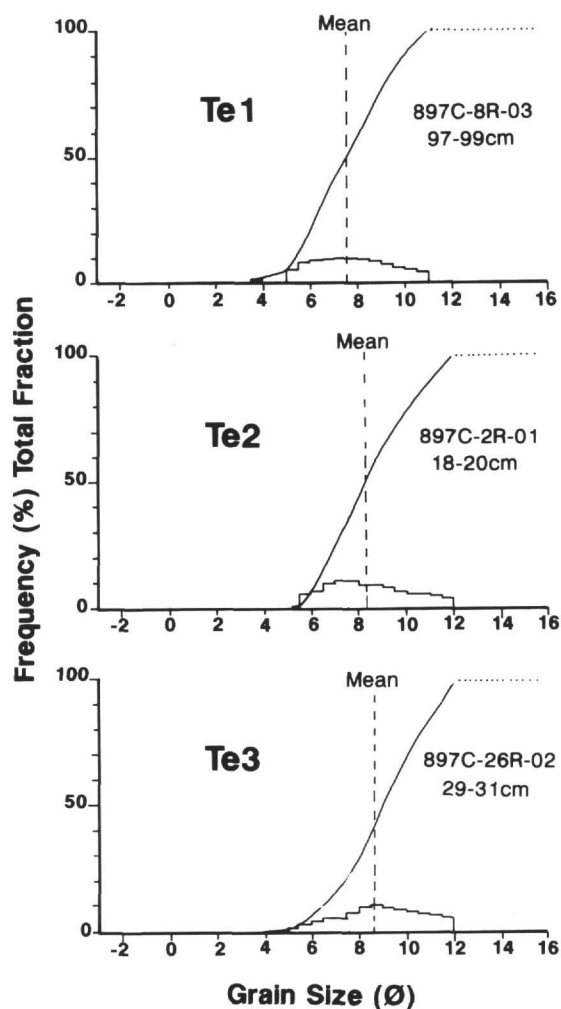 Mean
100
Te1
897C-8R-03
97-99cm
50
0
-2 0 2 4 6 8 10 12 14 16
Mean
100
Te2
897C-2R-01
18-20cm
50
0
-2 0 2 4 6 8 10 12 14 16
Mean
100
Te3
897C-26R-02
29-31cm
50
0
-2 0 2 4 6 8 10 12 14 16
Frequency (%) Total Fraction
Grain Size (Ø)